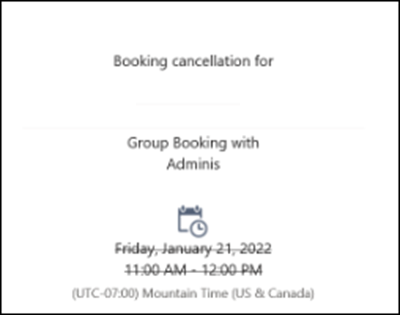 Booking cancellation for
Group Booking with
Adminis
Friday, January 21, 2022
11:00 AM - 12:00 PM
(UTC-07:00) Mountain Time (US & Canada)